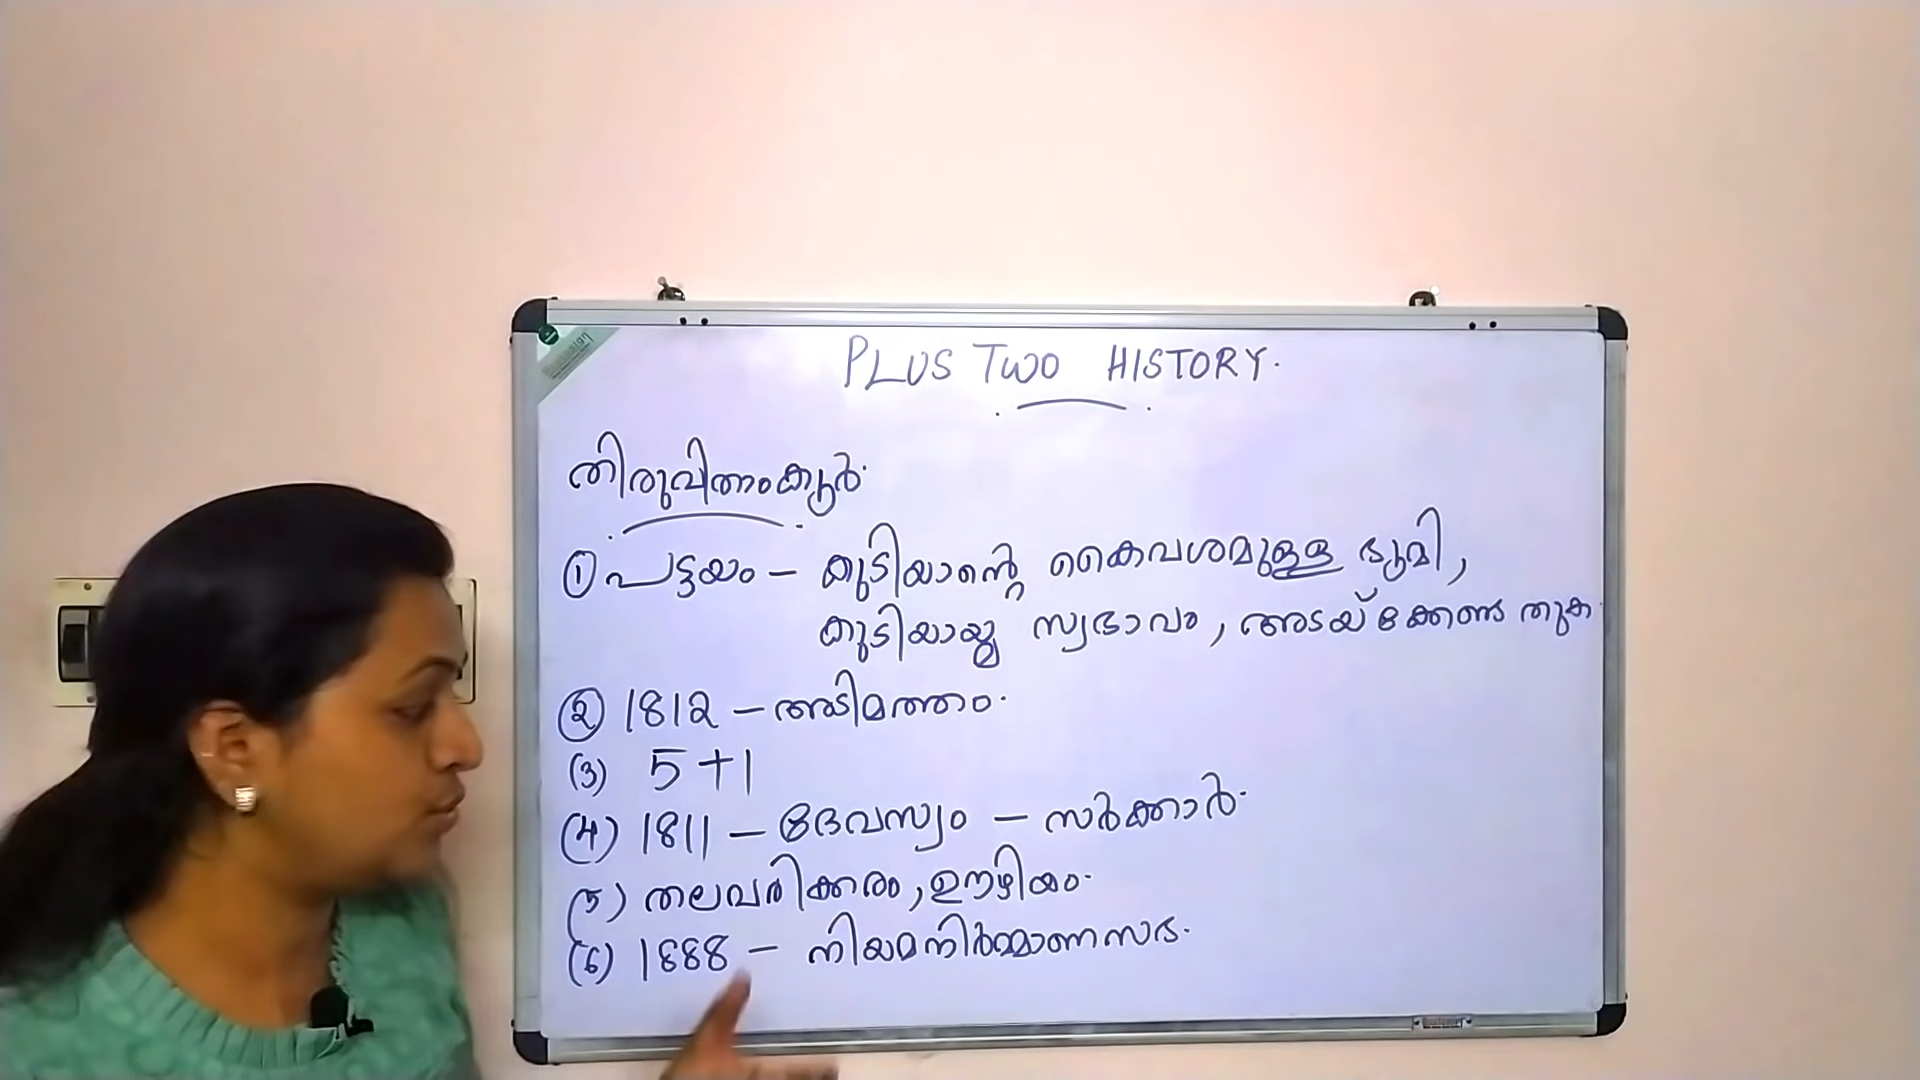 PLUS TWO HISTORY.
തിരുവിതാംകൂർ
① പട്ടയം - കുടിയാന്റെ കൈവശമുള്ള ഭൂമി,
കുടിയായ്മ സ്വഭാവം, അടയ്ക്കേണ്ട തുക
② 1812 - അടിമത്തം.
(3) 5+1
(4) 1811 - ദേവസ്വം - സർക്കാർ.
(5) തലവരിക്കരം, ഊഴിയം.
(6) 1888 - നിയമനിർമ്മാണസഭ.